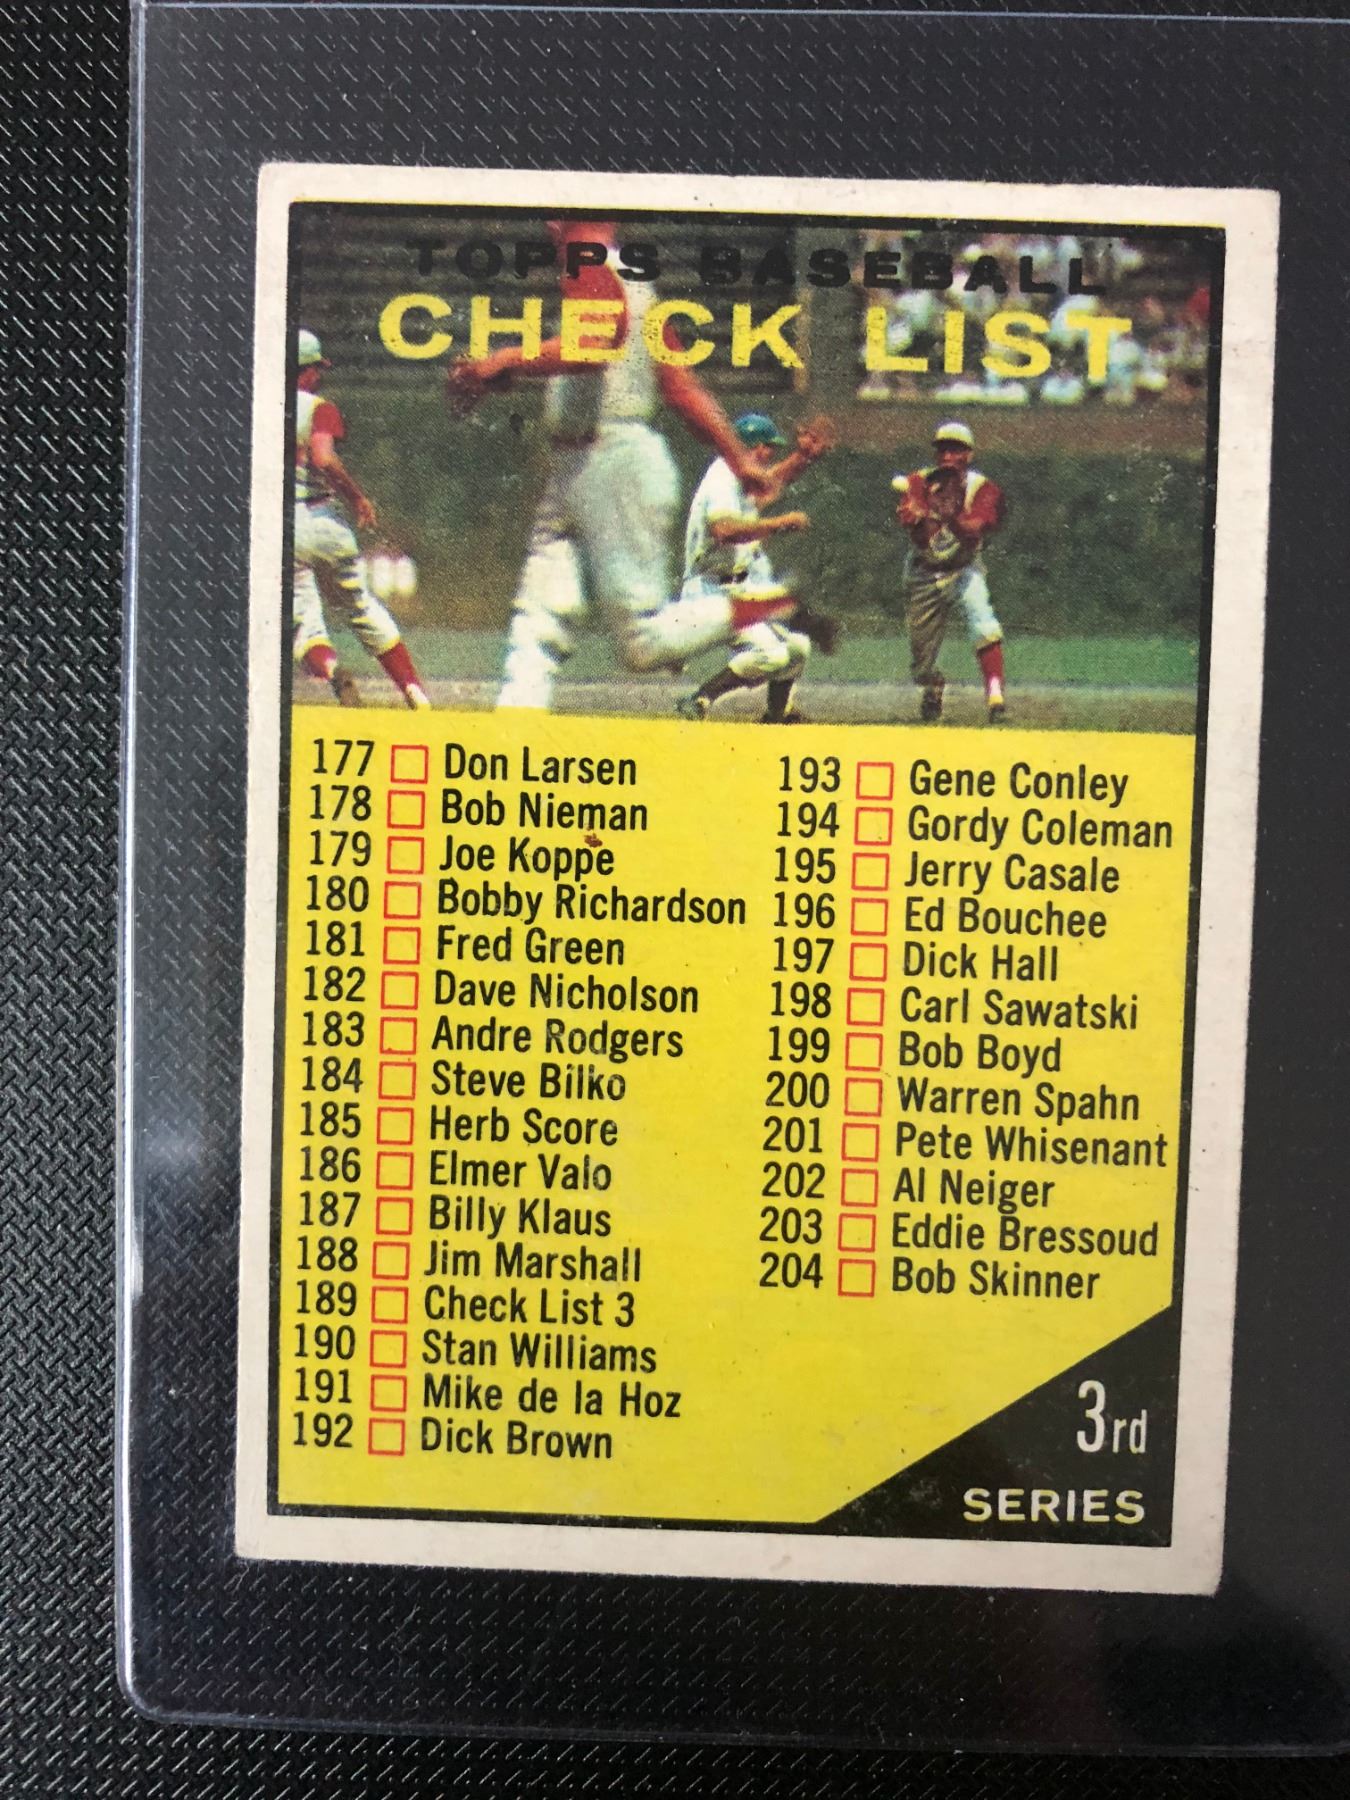 TOPPS BASEBALL
CHECK LIST
177 Don Larsen
178 Bob Nieman
179 Joe Koppe
180 Bobby Richardson
181 Fred Green
182 Dave Nicholson
183 Andre Rodgers
184 Steve Bilko
185 Herb Score
186 Elmer Valo
187 Billy Klaus
188 Jim Marshall
189 Check List 3
190 Stan Williams
191 Mike de la Hoz
192 Dick Brown
193 Gene Conley
194 Gordy Coleman
195 Jerry Casale
196 Ed Bouchee
197 Dick Hall
198 Carl Sawatski
199 Bob Boyd
200 Warren Spahn
201 Pete Whisenant
202 Al Neiger
203 Eddie Bressoud
204 Bob Skinner
3rd
SERIES